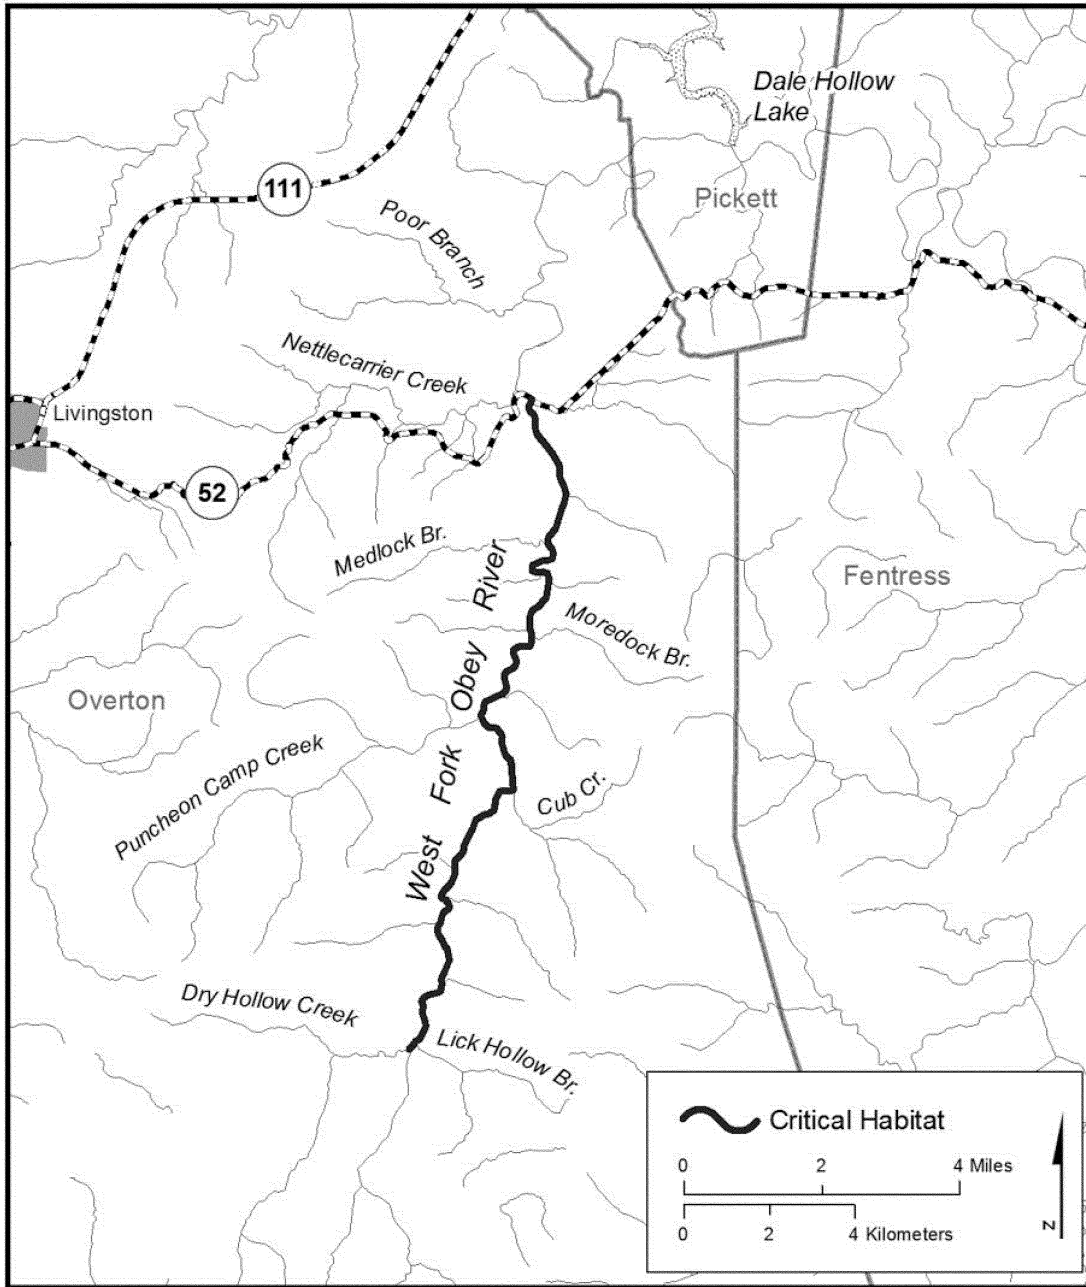 Dale Hollow
Lake
111
Pickett
Poor Branch
Nettlecarrier Creek
Livingston
52
Medlock Br.
Fentress
Moredock Br.
Overton
West Fork Obey River
Puncheon Camp Creek
Cub Cr.
Dry Hollow Creek
Lick Hollow Br.
Critical Habitat
0 2 4 Miles
0 2 4 Kilometers
N